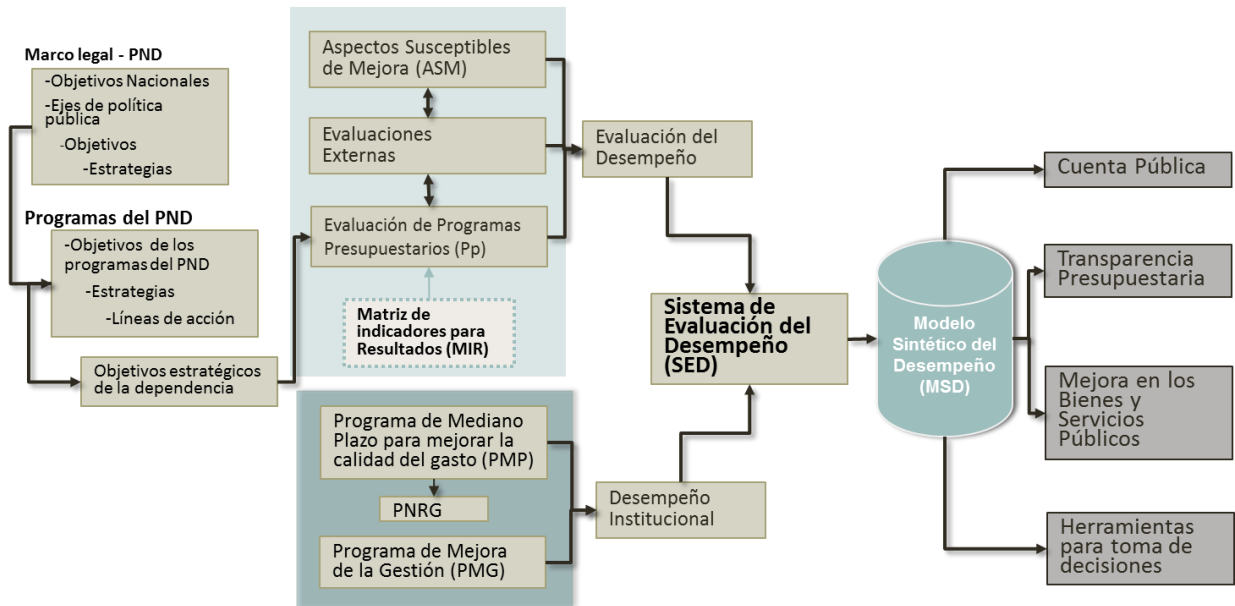 Marco legal - PND
-Objetivos Nacionales
-Ejes de política
pública
-Objetivos
-Estrategias
Programas del PND
-Objetivos de los
programas del PND
-Estrategias
-Líneas de acción
Objetivos estratégicos
de la dependencia
Aspectos Susceptibles
de Mejora (ASM)
Evaluaciones
Externas
Evaluación de Programas
Presupuestarios (Pp)
Matriz de
indicadores para
Resultados (MIR)
Programa de Mediano
Plazo para mejorar la
calidad del gasto (PMP)
PNRG
Programa de Mejora
de la Gestión (PMG)
Evaluación del
Desempeño
Desempeño
Institucional
Sistema de
Evaluación del
Desempeño
(SED)
Modelo
Sintético del
Desempeño
(MSD)
Cuenta Pública
Transparencia
Presupuestaria
Mejora en los
Bienes y
Servicios
Públicos
Herramientas
para toma de
decisiones